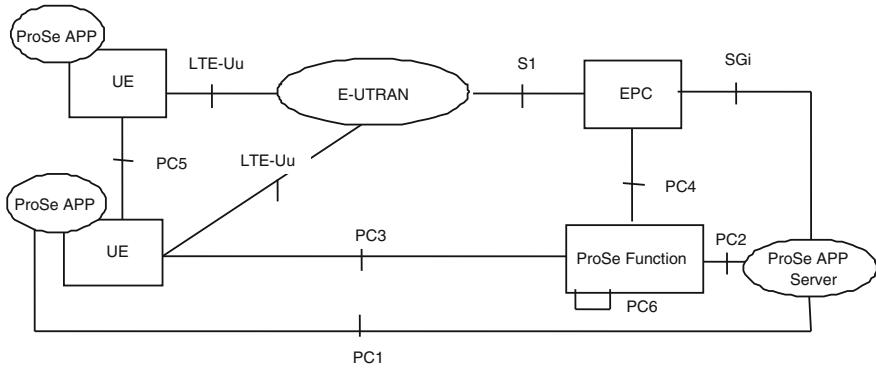 ProSe APP
UE
LTE-Uu
E-UTRAN
S1
EPC
SGi
PC5
LTE-Uu
PC4
ProSe APP
UE
PC3
ProSe Function
PC2
ProSe APP
Server
PC6
PC1